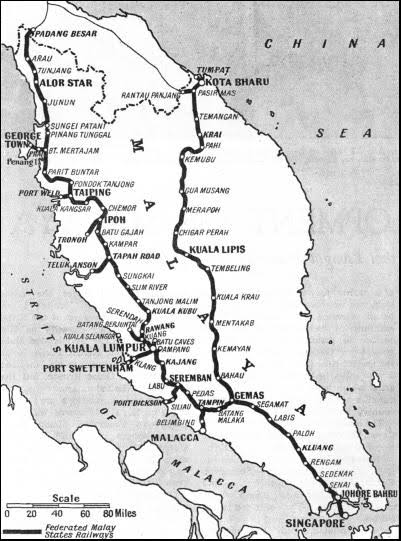 CHINA
SEA
PADANG BESAR
ARAU
TUNJANG
ALOR STAR
JUNUN
SUNGEI PATANI
PINANG TUNGGAL
GEORGE
TOWN
PRAI
Penang I.
BT. MERTAJAM
PARIT BUNTAR
PONDOK TANJONG
PORT WELD
TAIPING
KUALA KANGSAR
CHEMOR
IPOH
TRONOH
BATU GAJAH
KAMPAR
TAPAH ROAD
TELUK ANSON
SUNGKAI
SLIM RIVER
TANJONG MALIM
KUALA KUBU
SERENDAH
BATANG BERJUNTAI
RAWANG
KUANG
KUALA SELANGOR
BATU CAVES
KUALA LUMPUR
DAMPANG
PORT SWETTENHAM
KLANG
KAJANG
SEREMBAN
LABU
PEDAS
PORT DICKSON
SILIAU
TAMPIN
BELIMBING
MALACCA
BATANG
MALAKA
TUMPAT
KOTA BHARU
RANTAU PANJANG
PASIR MAS
TEMANGAN
KRAI
PAHI
KEMUBU
GUA MUSANG
MERAPOH
CHIGAR PERAH
KUALA LIPIS
TEMBELING
KUALA KRAU
MENTAKAB
KEMAYAN
BAHAU
GEMAS
SEGAMAT
LABIS
PALOH
KLUANG
RENGAM
SEDENAK
SENAI
JOHORE BAHRU
SINGAPORE
MALAYA
STRAITS
OF
MALACCA
Scale
0 20 40 60 80 Miles
Federated Malay
States Railways